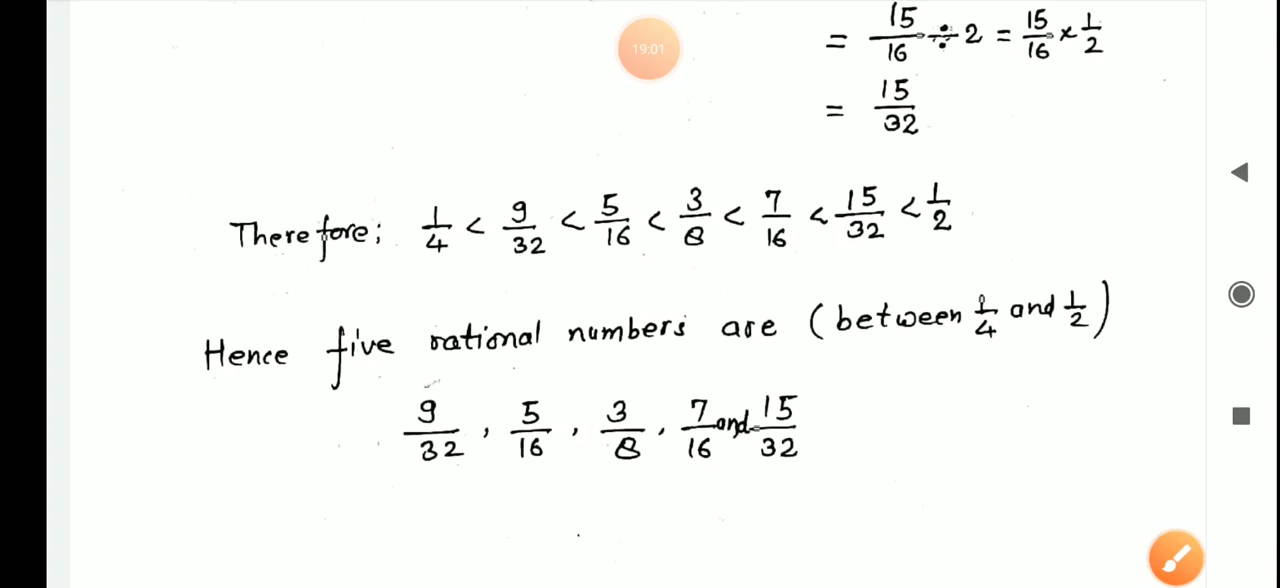 = 15/16 ÷ 2 = 15/16 × 1/2
19:01
= 15/32
Therefore; 1/4 < 9/32 < 5/16 < 3/8 < 7/16 < 15/32 < 1/2
Hence five rational numbers are (between 1/4 and 1/2)
9/32, 5/16, 3/8, 7/16 and 15/32